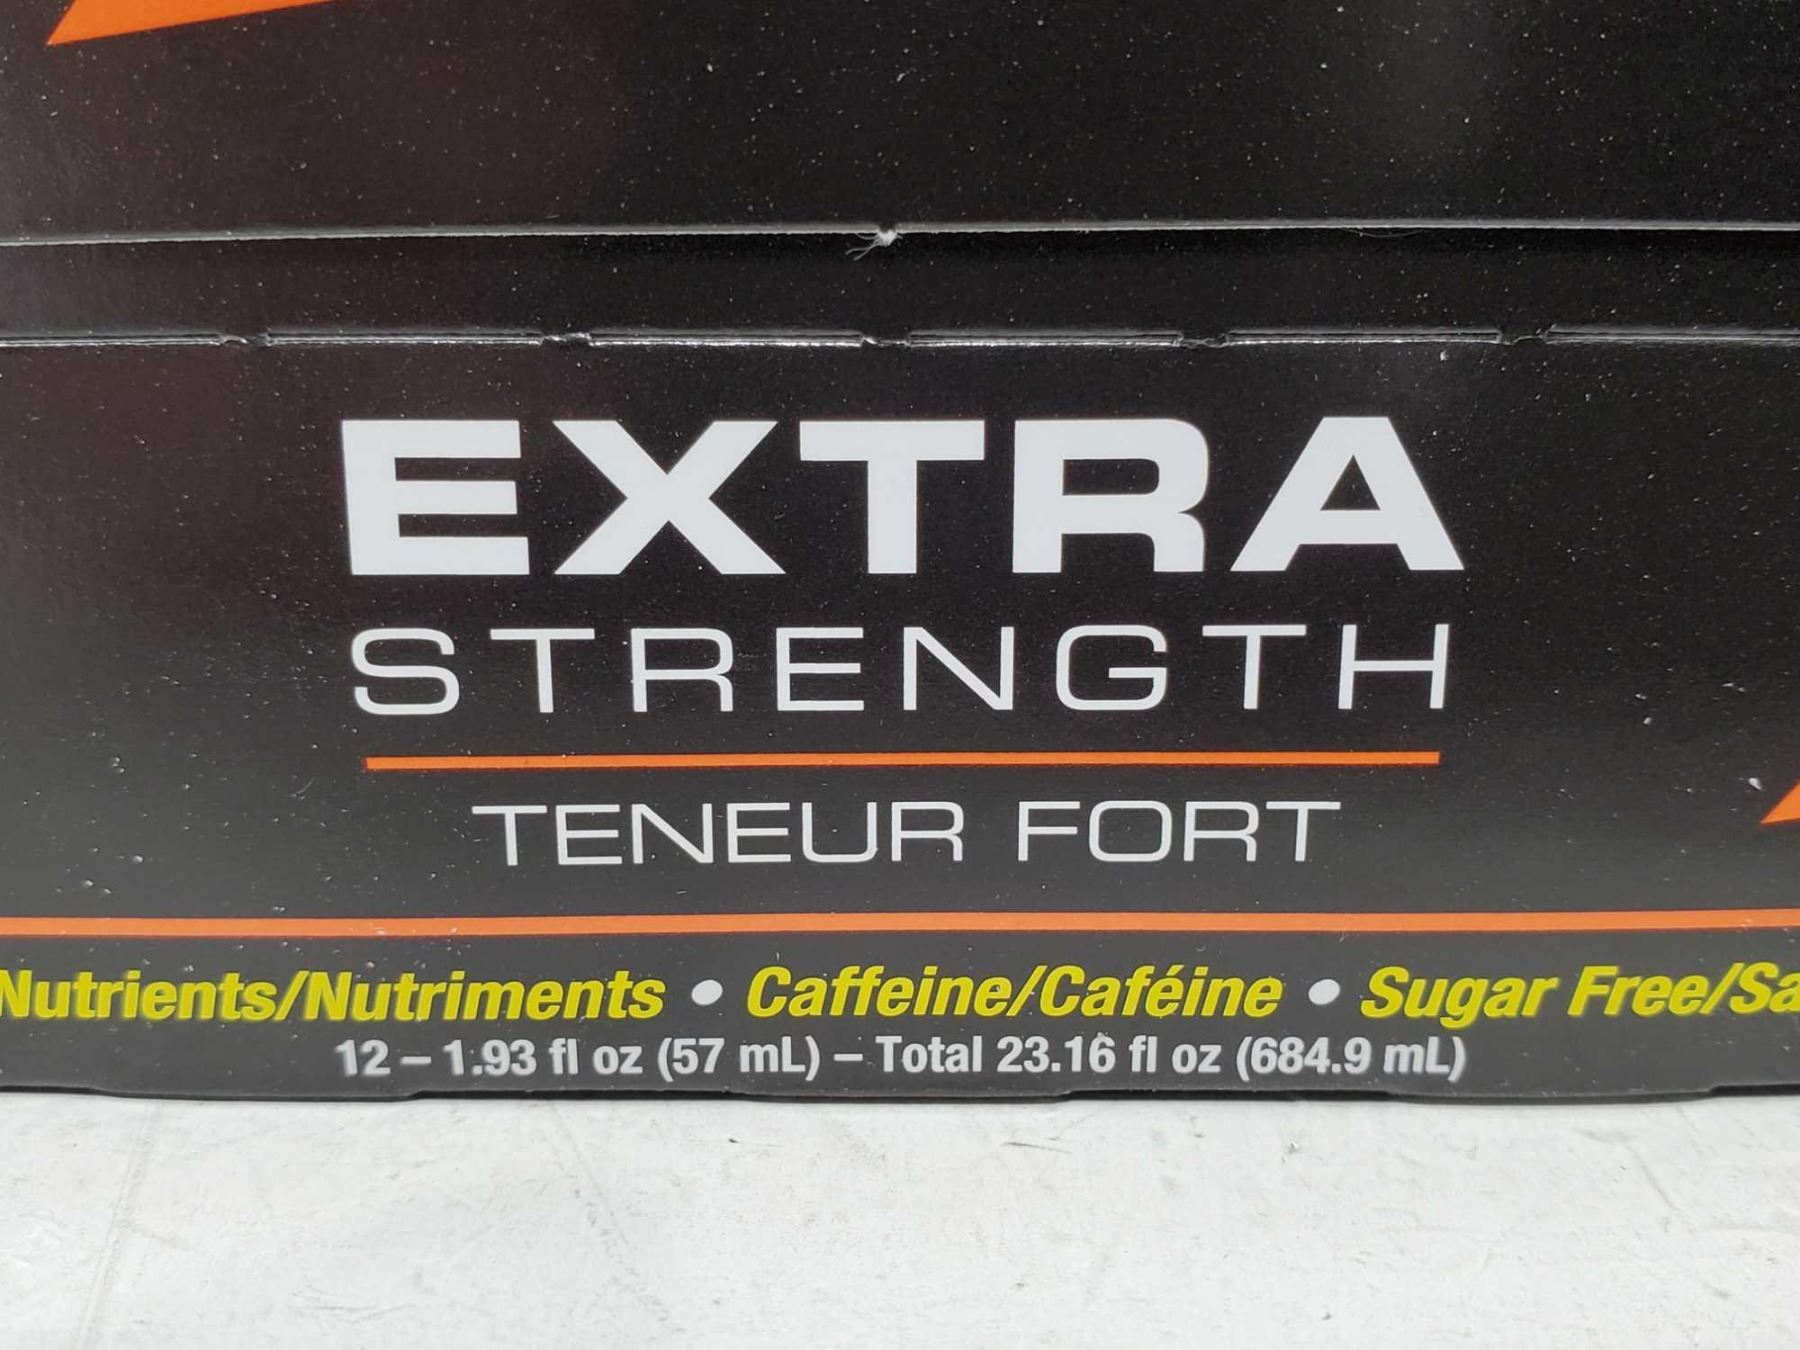 EXTRA
STRENGTH
TENEUR FORT
Nutrients/Nutriments • Caffeine/Caféine • Sugar Free/Sa
12 – 1.93 fl oz (57 mL) – Total 23.16 fl oz (684.9 mL)